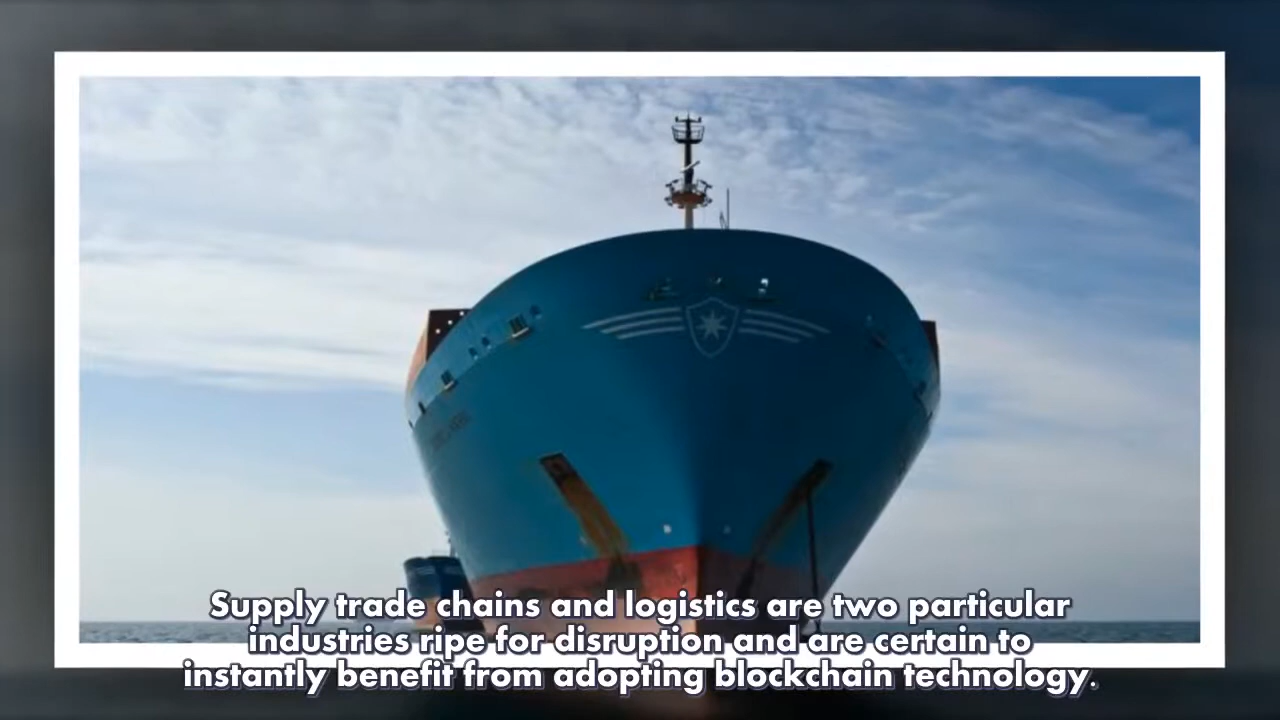 Supply trade chains and logistics are two particular
industries ripe for disruption and are certain to
instantly benefit from adopting blockchain technology.